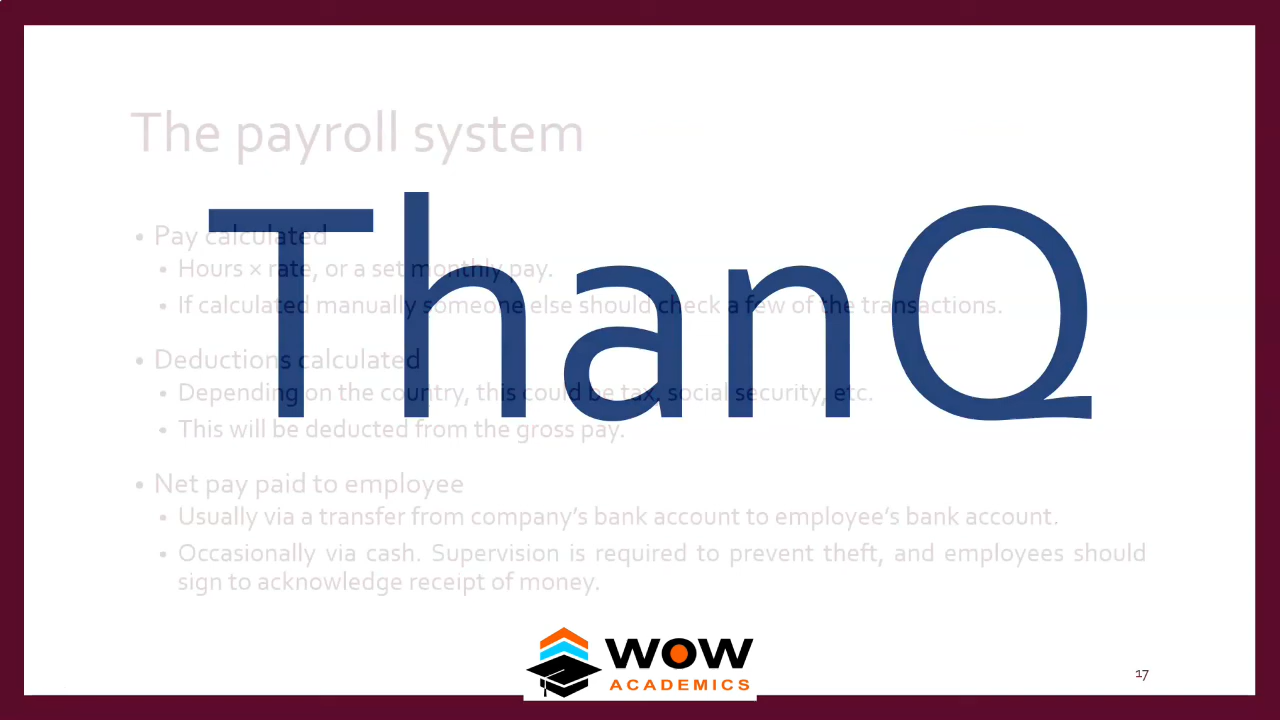 The payroll system
ThanQ
• Pay calculated
• Hours × rate, or a set monthly pay.
• If calculated manually someone else should check a few of the transactions.
• Deductions calculated
• Depending on the country, this could be tax, social security, etc.
• This will be deducted from the gross pay.
• Net pay paid to employee
• Usually via a transfer from company’s bank account to employee’s bank account.
• Occasionally via cash. Supervision is required to prevent theft, and employees should
sign to acknowledge receipt of money.
WOW
ACADEMICS
17